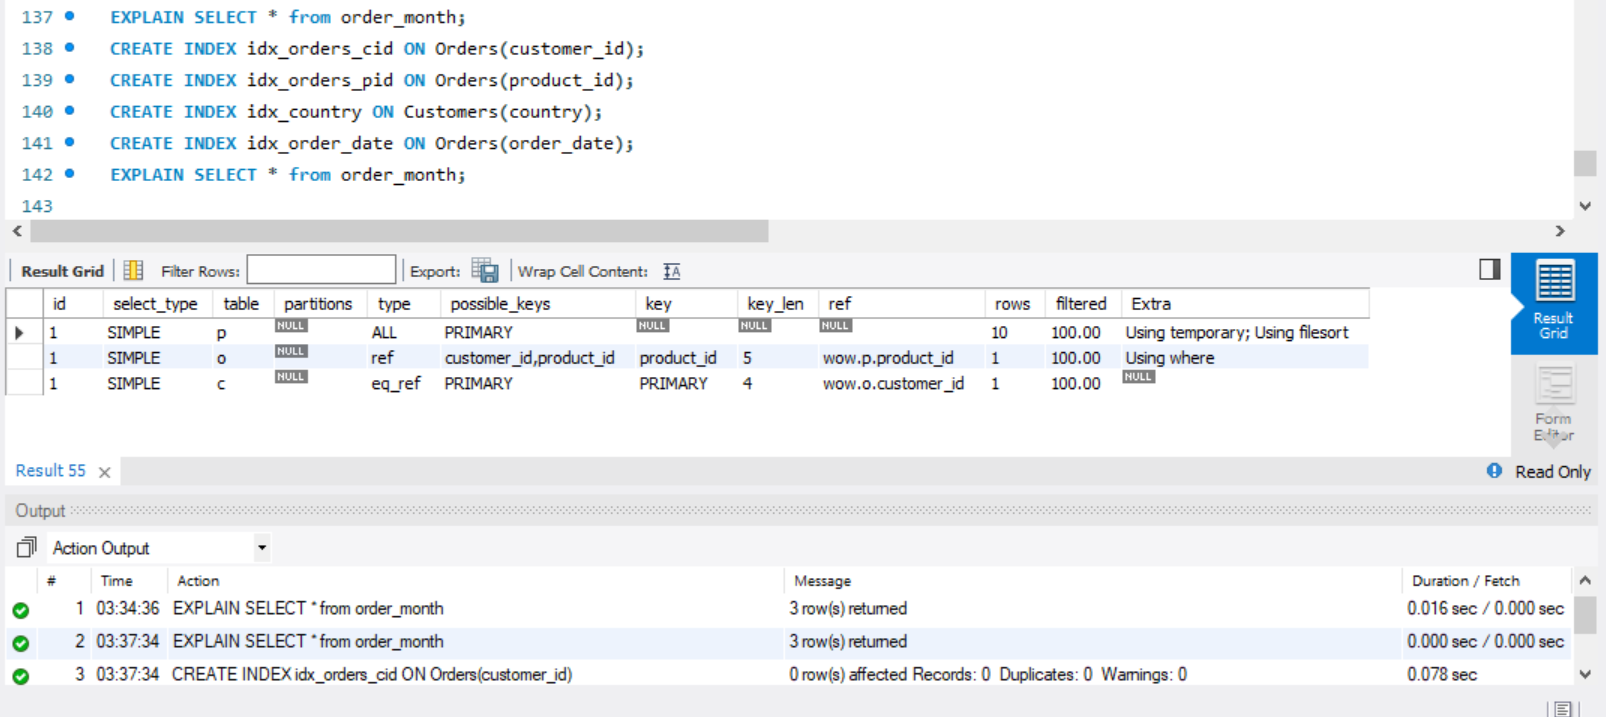 137 EXPLAIN SELECT * from order_month;
138 CREATE INDEX idx_orders_cid ON Orders(customer_id);
139 CREATE INDEX idx_orders_pid ON Orders(product_id);
140 CREATE INDEX idx_country ON Customers(country);
141 CREATE INDEX idx_order_date ON Orders(order_date);
142 EXPLAIN SELECT * from order_month;
143
Result Grid Filter Rows: Export: Wrap Cell Content: IA
id select_type table partitions type possible_keys key key_len ref rows filtered Extra
1 SIMPLE p NULL ALL PRIMARY NULL NULL NULL 10 100.00 Using temporary; Using filesort
1 SIMPLE o NULL ref customer_id,product_id product_id 5 wow.p.product_id 1 100.00 Using where
1 SIMPLE c NULL eq_ref PRIMARY PRIMARY 4 wow.o.customer_id 1 100.00 NULL
Result
Grid
Form
Editor
Result 55 Read Only
Output
Action Output
# Time Action Message Duration / Fetch
1 03:34:36 EXPLAIN SELECT * from order_month 3 row(s) returned 0.016 sec / 0.000 sec
2 03:37:34 EXPLAIN SELECT * from order_month 3 row(s) returned 0.000 sec / 0.000 sec
3 03:37:34 CREATE INDEX idx_orders_cid ON Orders(customer_id) 0 row(s) affected Records: 0 Duplicates: 0 Warnings: 0 0.078 sec